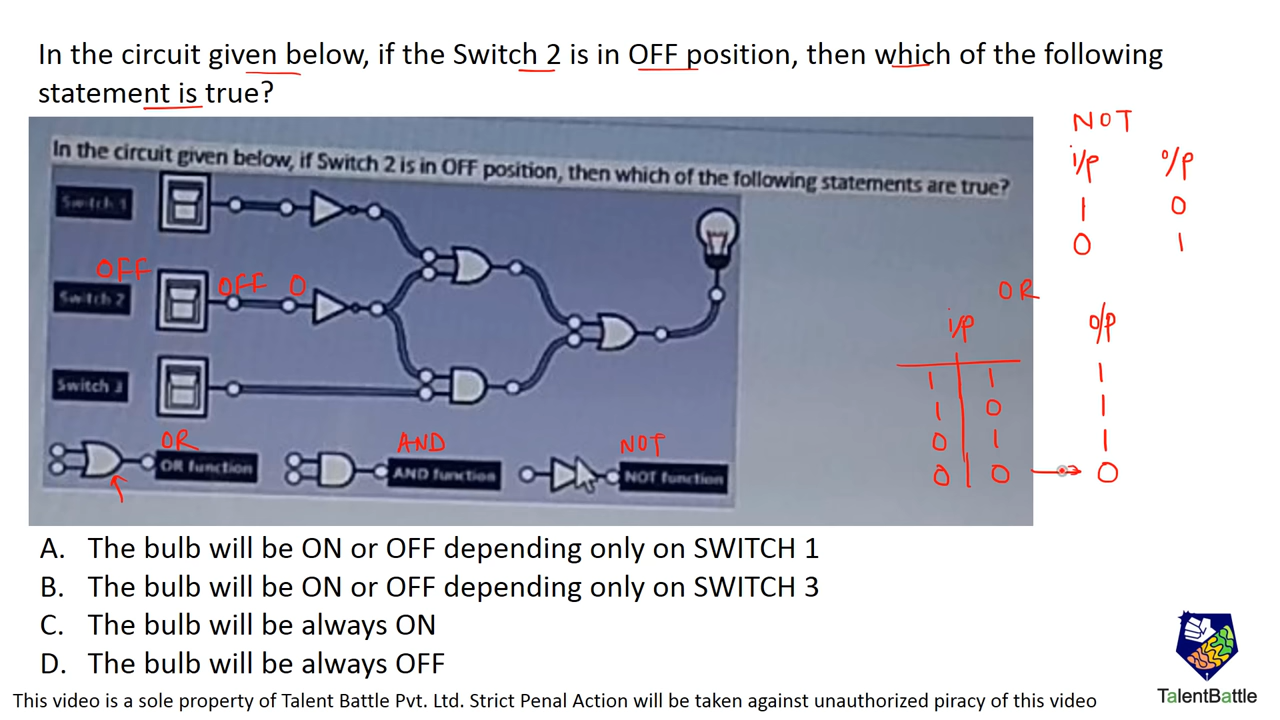 In the circuit given below, if the Switch 2 is in OFF position, then which of the following
statement is true?
In the circuit given below, if Switch 2 is in OFF position, then which of the following statements are true?
Switch 1
OFF
Switch 2
OFF 0
Switch 3
OR
OR function
AND
AND function
NOT
NOT function
NOT
i/p o/p
1 0
0 1
OR
i/p o/p
1 1 1
1 0 1
0 1 1
0 0 0
A. The bulb will be ON or OFF depending only on SWITCH 1
B. The bulb will be ON or OFF depending only on SWITCH 3
C. The bulb will be always ON
D. The bulb will be always OFF
TalentBattle
This video is a sole property of Talent Battle Pvt. Ltd. Strict Penal Action will be taken against unauthorized piracy of this video